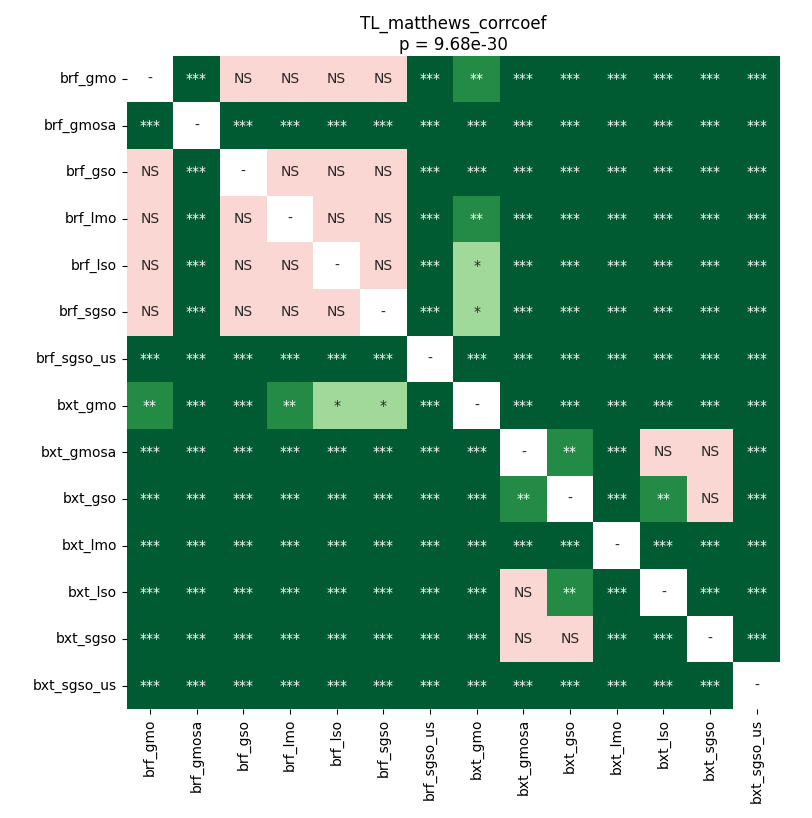 TL_matthews_corrcoef
p = 9.68e-30
brf_gmo - *** NS NS NS NS *** ** *** *** *** *** *** ***
brf_gmosa *** - *** *** *** *** *** *** *** *** *** *** *** ***
brf_gso NS *** - NS NS NS *** *** *** *** *** *** *** ***
brf_lmo NS *** NS - NS NS *** ** *** *** *** *** *** ***
brf_lso NS *** NS NS - NS *** * *** *** *** *** *** ***
brf_sgso NS *** NS NS NS - *** * *** *** *** *** *** ***
brf_sgso_us *** *** *** *** *** *** - *** *** *** *** *** *** ***
bxt_gmo ** *** *** ** * * *** - *** *** *** *** *** ***
bxt_gmosa *** *** *** *** *** *** *** *** - ** *** NS NS ***
bxt_gso *** *** *** *** *** *** *** *** ** - *** ** NS ***
bxt_lmo *** *** *** *** *** *** *** *** *** *** - *** *** ***
bxt_lso *** *** *** *** *** *** *** *** NS ** *** - *** ***
bxt_sgso *** *** *** *** *** *** *** *** NS NS *** *** - ***
bxt_sgso_us *** *** *** *** *** *** *** *** *** *** *** *** *** -
brf_gmo brf_gmosa brf_gso brf_lmo brf_lso brf_sgso brf_sgso_us bxt_gmo bxt_gmosa bxt_gso bxt_lmo bxt_lso bxt_sgso bxt_sgso_us